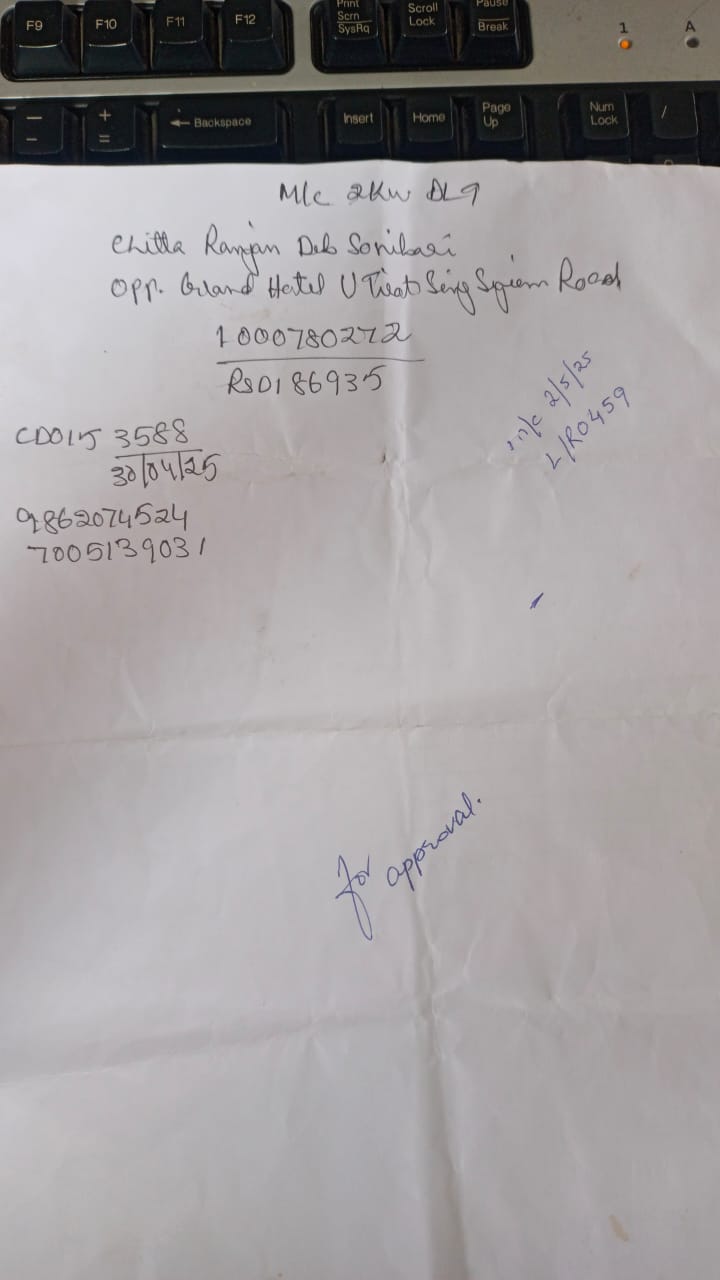 F9 F10 F11 F12 Print Scrn SysRq Scroll Lock Pause Break 1 A
Backspace Insert Home Page Up Num Lock /
M/c 2KW DL9
Chitta Ranjan Deb Sonibari
Opp. Grland Hotel U Tirot Sing Syiem Road
1000780272
RS0186935
CD015 3588
30/04/25
9862074524
7005139031
m/c 2/5/25
L/R0459
for approval.